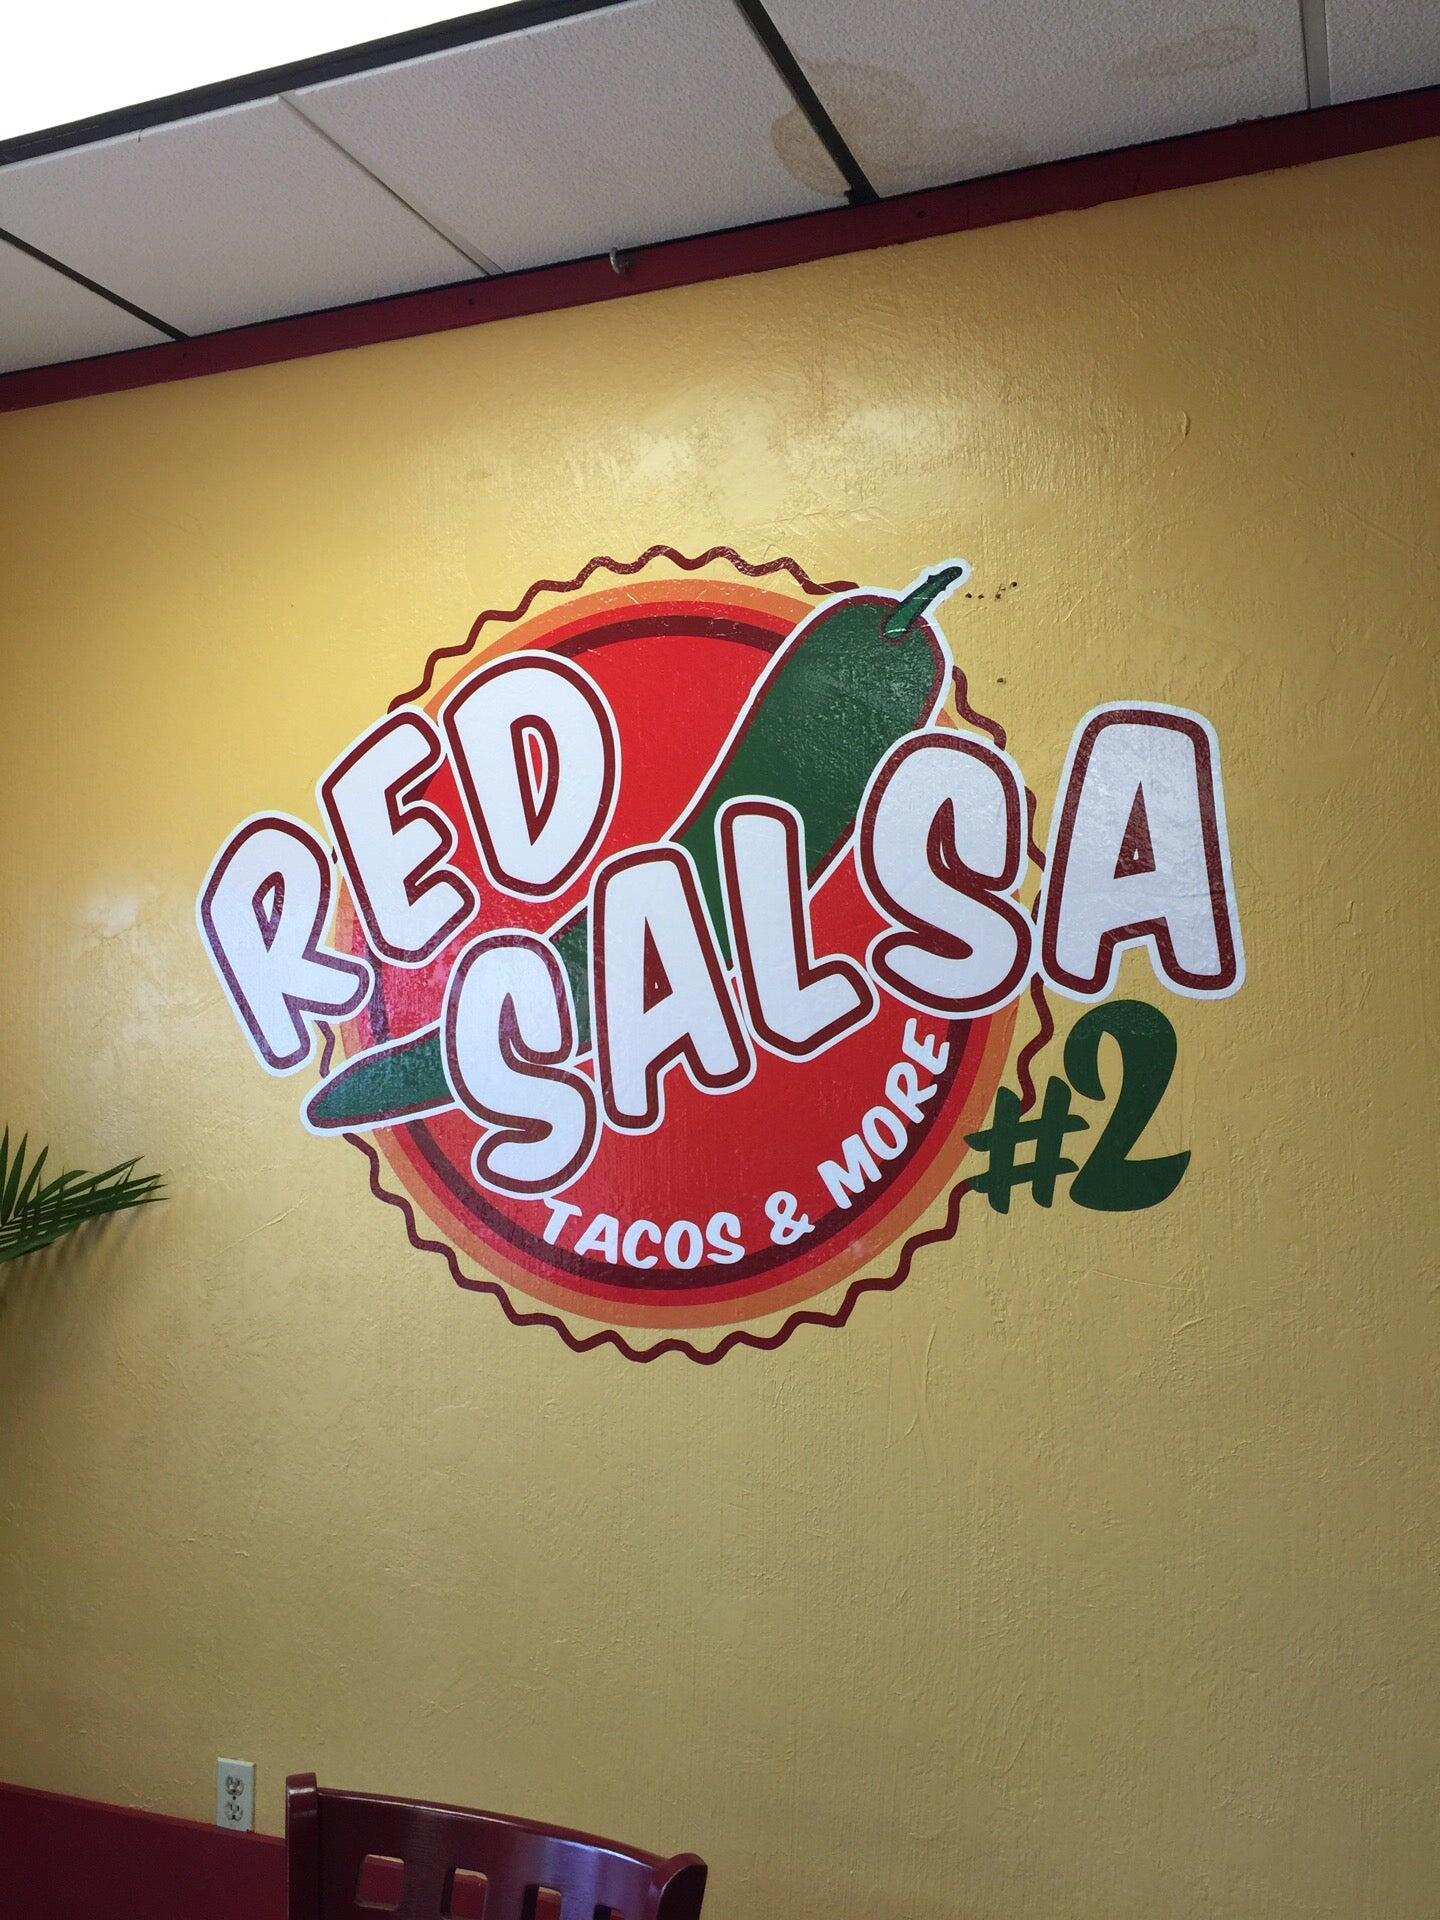 RED
SALSA
TACOS & MORE
#2